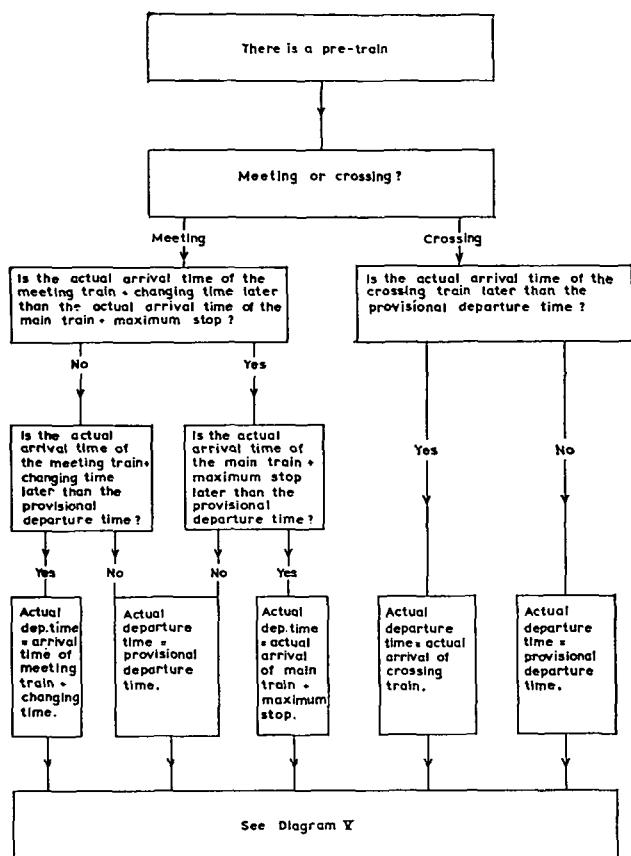 There is a pre-train
Meeting or crossing?
Meeting
Crossing
Is the actual arrival time of the
meeting train + changing time later
than the actual arrival time of the
main train + maximum stop ?
Is the actual arrival time of the
crossing train later than the
provisional departure time ?
No
Yes
Is the actual
arrival time of
the meeting train+
changing time
later than the
provisional
departure time ?
Is the actual
arrival time of
the main train +
maximum stop
later than the
provisional
departure time ?
Yes
No
Yes
No
No
Yes
Actual
dep.time
= arrival
time of
meeting
train +
changing
time.
Actual
departure
time =
provisional
departure
time.
Actual
dep.time
= actual
arrival
of main
train +
maximum
stop.
Actual
departure
time = actual
arrival of
crossing
train.
Actual
departure
time =
provisional
departure
time.
See Diagram V